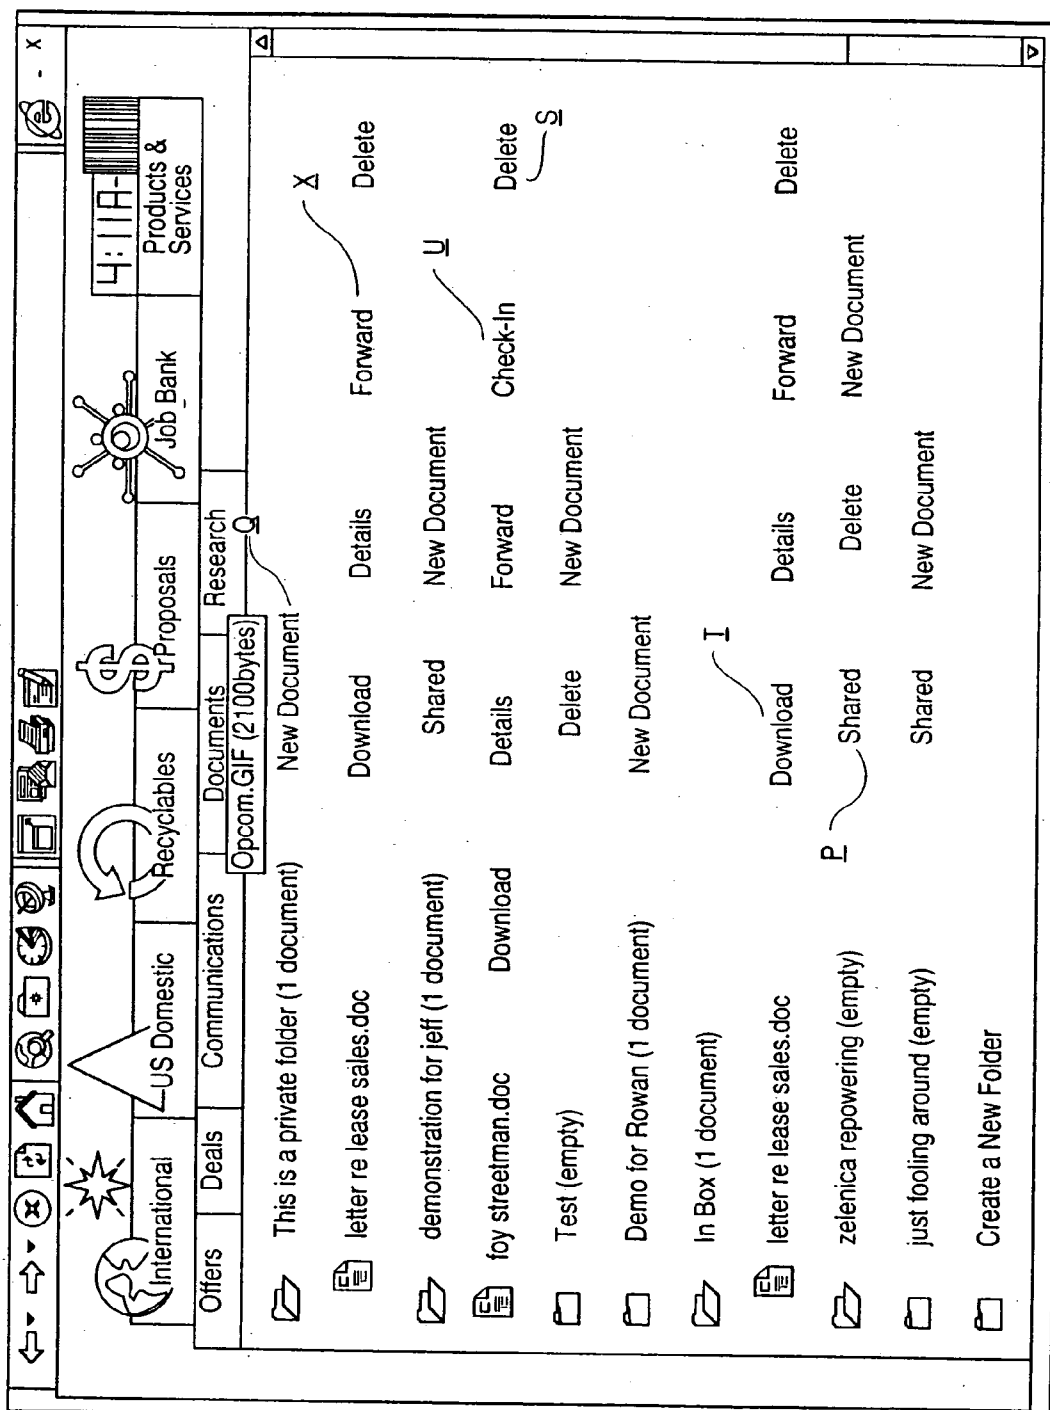 e - x
4:11A-
International US Domestic Recyclables Proposals Job Bank Products & Services
Offers Deals Communications Documents Research
Opcom.GIF (2100bytes)
Q
This is a private folder (1 document) New Document
X
letter re lease sales.doc Download Details Forward Delete
demonstration for jeff (1 document) Shared New Document
U
foy streetman.doc Download Details Forward Check-In Delete
S
Test (empty) Delete New Document
Demo for Rowan (1 document) New Document
In Box (1 document)
I
letter re lease sales.doc Download Details Forward Delete
P
zelenica repowering (empty) Shared Delete New Document
just fooling around (empty) Shared New Document
Create a New Folder